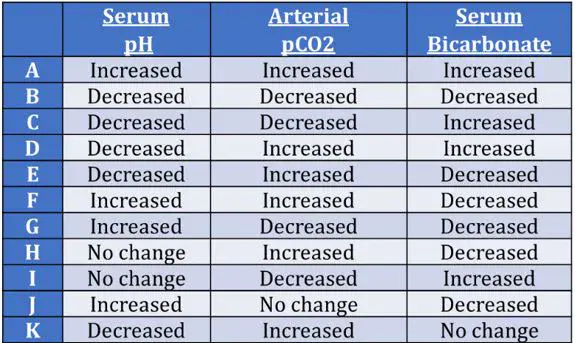 Serum pH Arterial pCO2 Serum Bicarbonate
A Increased Increased Increased
B Decreased Decreased Decreased
C Decreased Decreased Increased
D Decreased Increased Increased
E Decreased Increased Decreased
F Increased Increased Decreased
G Increased Decreased Decreased
H No change Increased Decreased
I No change Decreased Increased
J Increased No change Decreased
K Decreased Increased No change